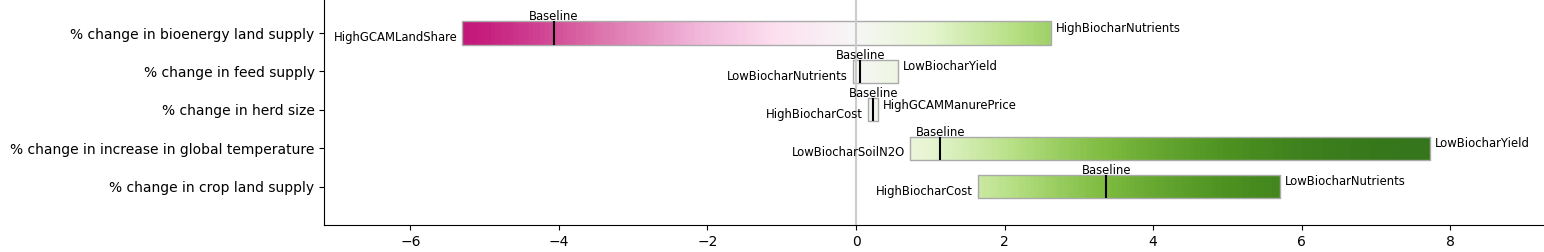 Baseline
% change in bioenergy land supply
HighGCAMLandShare
HighBiocharNutrients
Baseline
% change in feed supply
LowBiocharNutrients
LowBiocharYield
Baseline
% change in herd size
HighBiocharCost
HighGCAMManurePrice
Baseline
% change in increase in global temperature
LowBiocharSoilN2O
LowBiocharYield
Baseline
% change in crop land supply
HighBiocharCost
LowBiocharNutrients
−6 −4 −2 0 2 4 6 8